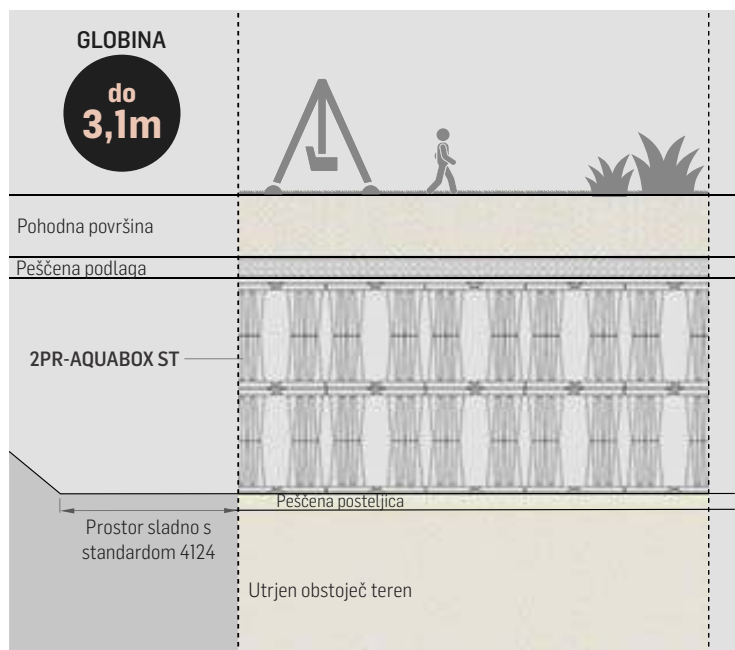 GLOBINA
do
3,1m
Pohodna površina
Peščena podlaga
2PR-AQUABOX ST
Peščena posteljica
Prostor sladno s
standardom 4124
Utrjen obstoječ teren